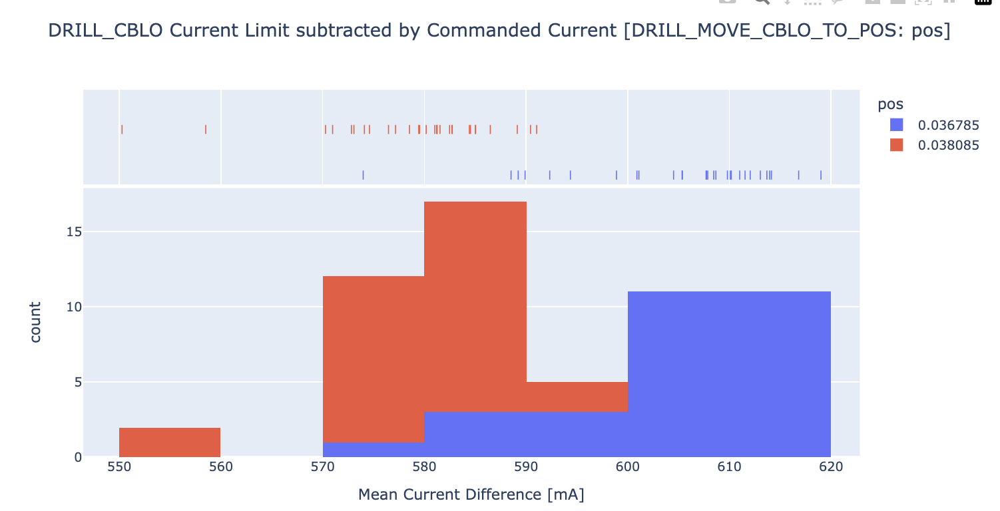 DRILL_CBLO Current Limit subtracted by Commanded Current [DRILL_MOVE_CBLO_TO_POS: pos]
pos
0.036785
0.038085
15
10
5
0
count
550 560 570 580 590 600 610 620
Mean Current Difference [mA]